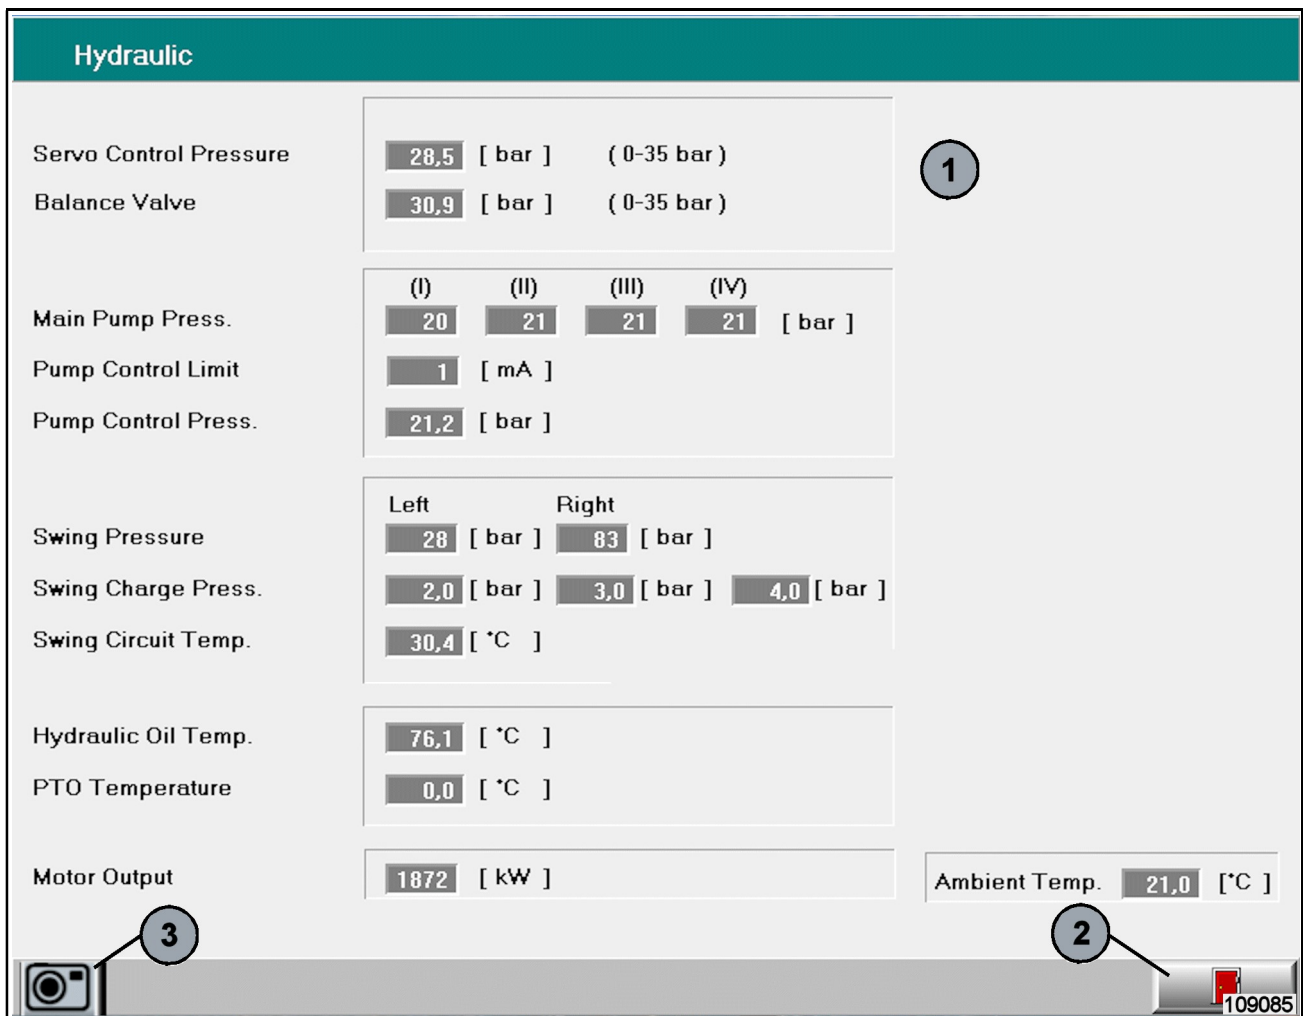 Hydraulic
Servo Control Pressure 28,5 [ bar ] ( 0-35 bar )
1
Balance Valve 30,9 [ bar ] ( 0-35 bar )
(I) (II) (III) (IV)
Main Pump Press. 20 21 21 21 [ bar ]
Pump Control Limit 1 [ mA ]
Pump Control Press. 21,2 [ bar ]
Left Right
Swing Pressure 28 [ bar ] 83 [ bar ]
Swing Charge Press. 2,0 [ bar ] 3,0 [ bar ] 4,0 [ bar ]
Swing Circuit Temp. 30,4 [ °C ]
Hydraulic Oil Temp. 76,1 [ °C ]
PTO Temperature 0,0 [ °C ]
Motor Output 1872 [ kW ]
Ambient Temp. 21,0 [°C ]
3
2
109085